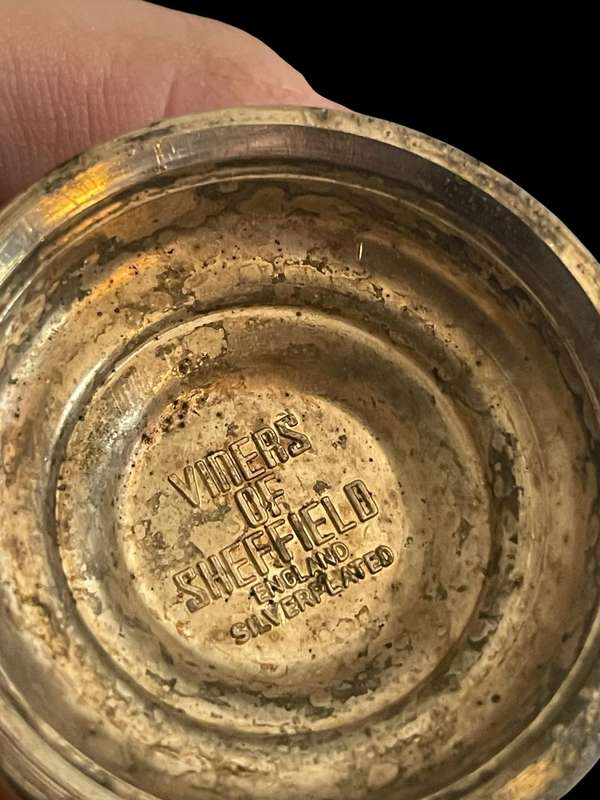 VINERS
OF
SHEFFIELD
ENGLAND
SILVERPLATED